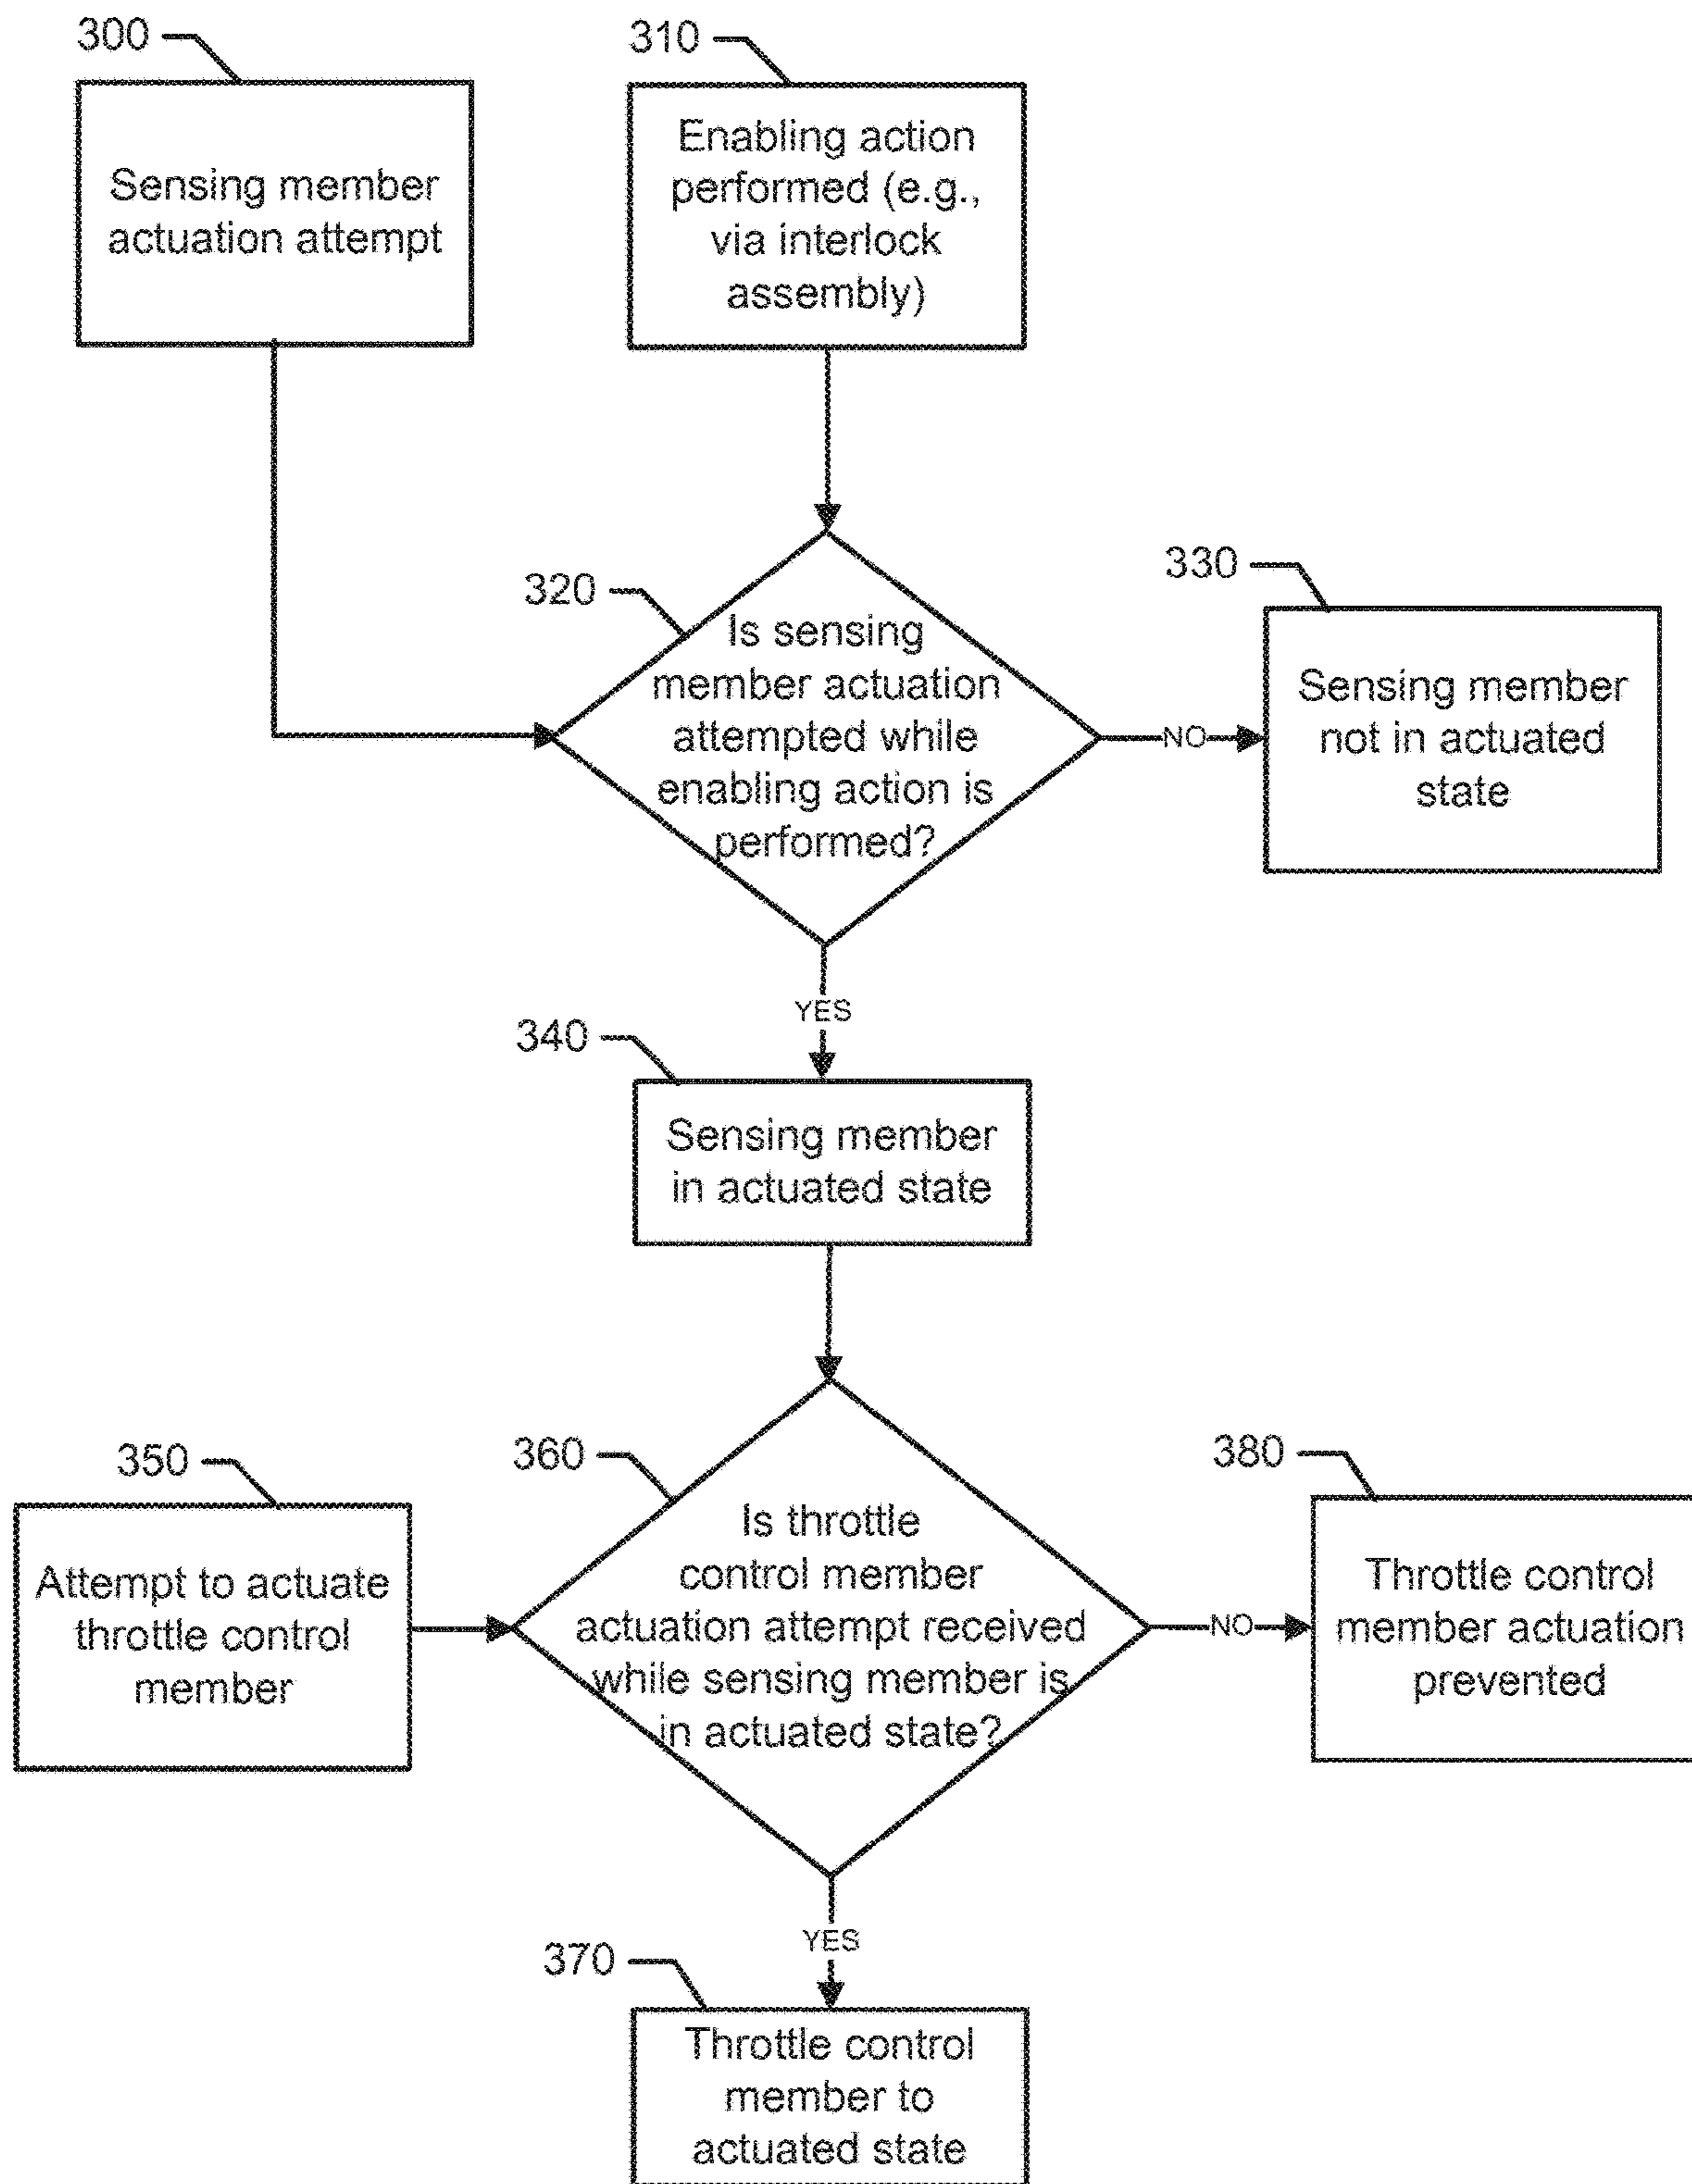 300
310
Sensing member
actuation attempt
Enabling action
performed (e.g.,
via interlock
assembly)
320
Is sensing
member actuation
attempted while
enabling action is
performed?
NO
330
Sensing member
not in actuated
state
YES
340
Sensing member
in actuated state
350
Attempt to actuate
throttle control
member
360
Is throttle
control member
actuation attempt received
while sensing member is
in actuated state?
NO
380
Throttle control
member actuation
prevented
YES
370
Throttle control
member to
actuated state